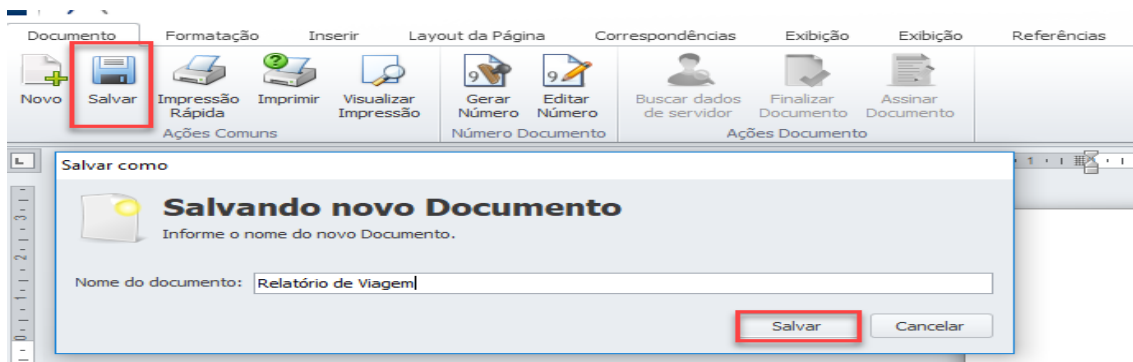 Documento Formatação Inserir Layout da Página Correspondências Exibição Exibição Referências
Novo Salvar Impressão Rápida Imprimir Visualizar Impressão Gerar Número Editar Número Buscar dados de servidor Finalizar Documento Assinar Documento
Ações Comuns Número Documento Ações Documento
Salvar como
Salvando novo Documento
Informe o nome do novo Documento.
Nome do documento: Relatório de Viagem
Salvar Cancelar